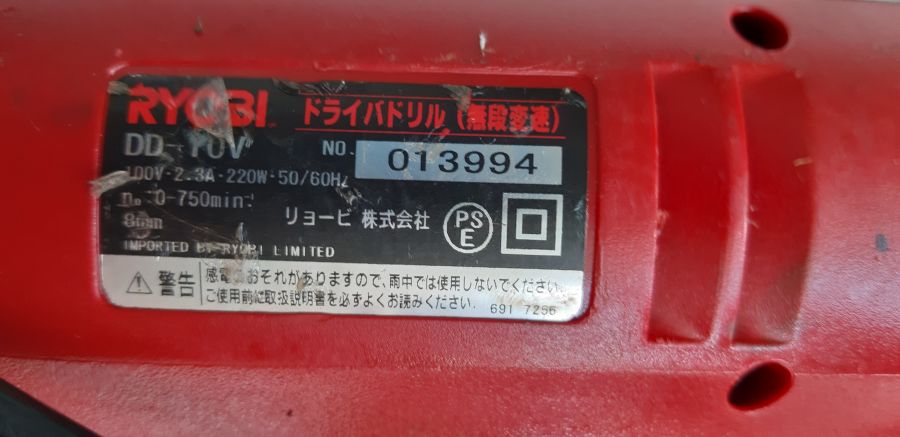 RYOBI ドライバドリル(無段変速)
NO. 013994
100V・2.3A・220W・50/60Hz
n₀ 0-750min⁻
8mm
リョービ 株式会社
PS
E
IMPORTED BY RYOBI LIMITED
警告
感電のおそれがありますので、雨中では使用しないでください。
ご使用前に取扱説明書を必ずよくお読みください。
691 7256